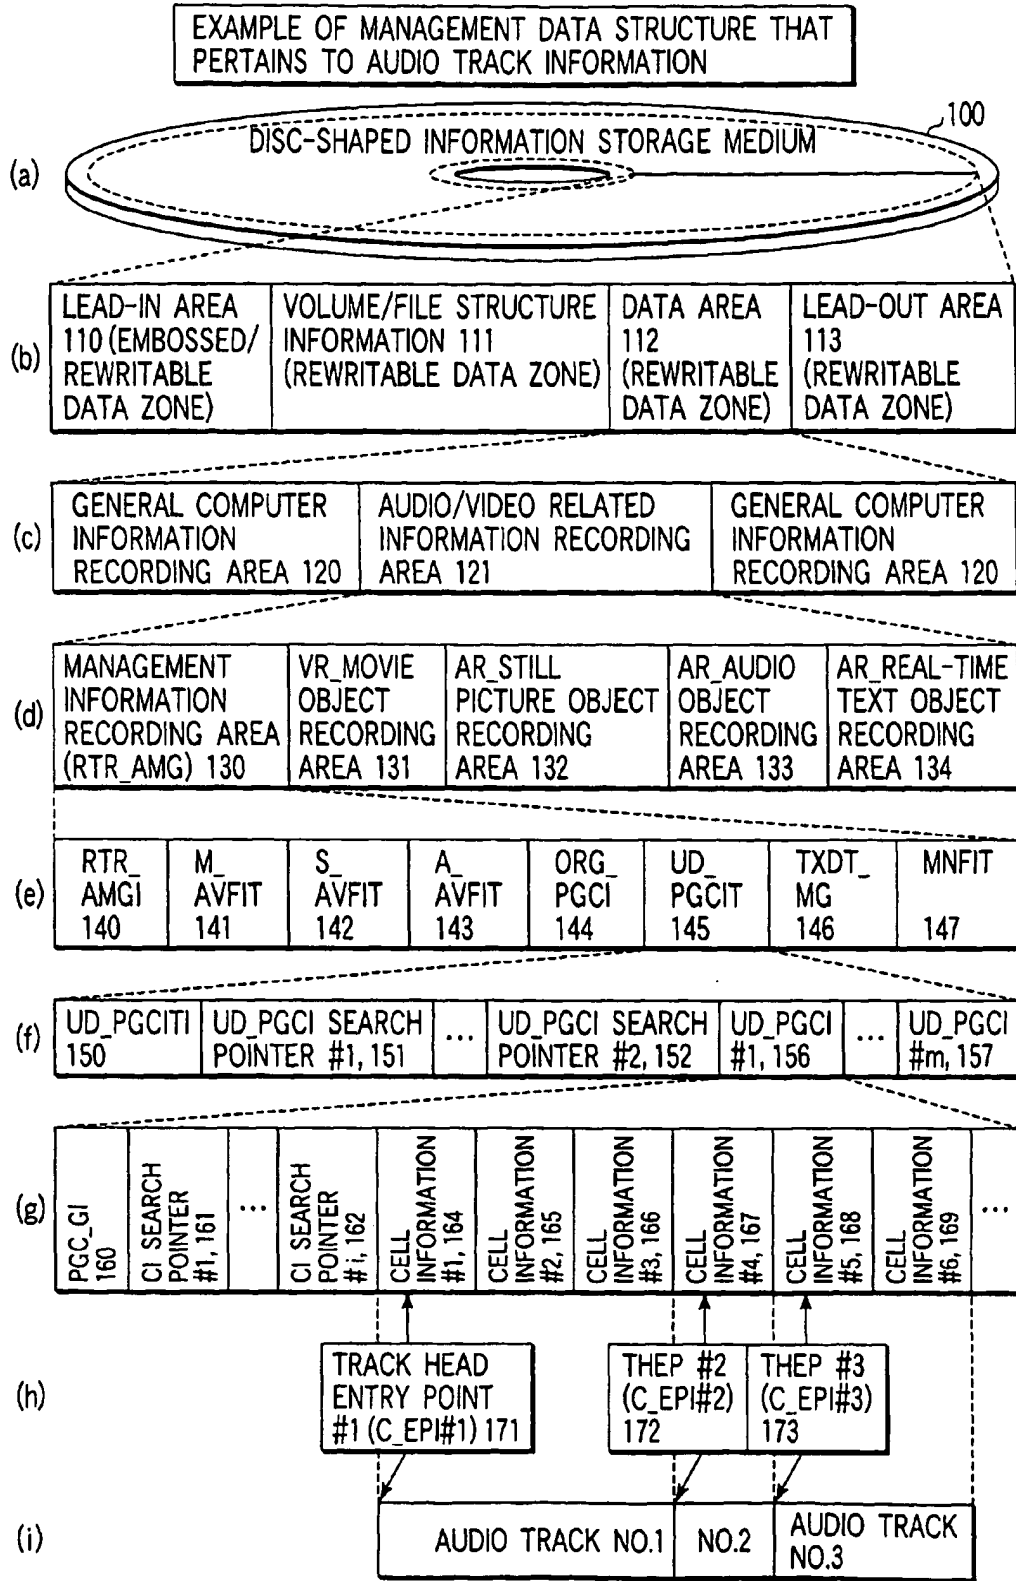 EXAMPLE OF MANAGEMENT DATA STRUCTURE THAT
PERTAINS TO AUDIO TRACK INFORMATION
100
(a)
DISC-SHAPED INFORMATION STORAGE MEDIUM
(b)
LEAD-IN AREA
110 (EMBOSSED/
REWRITABLE
DATA ZONE)
VOLUME/FILE STRUCTURE
INFORMATION 111
(REWRITABLE DATA ZONE)
DATA AREA
112
(REWRITABLE
DATA ZONE)
LEAD-OUT AREA
113
(REWRITABLE
DATA ZONE)
(c)
GENERAL COMPUTER
INFORMATION
RECORDING AREA 120
AUDIO/VIDEO RELATED
INFORMATION RECORDING
AREA 121
GENERAL COMPUTER
INFORMATION
RECORDING AREA 120
(d)
MANAGEMENT
INFORMATION
RECORDING AREA
(RTR_AMG) 130
VR_MOVIE
OBJECT
RECORDING
AREA 131
AR_STILL
PICTURE OBJECT
RECORDING
AREA 132
AR_AUDIO
OBJECT
RECORDING
AREA 133
AR_REAL-TIME
TEXT OBJECT
RECORDING
AREA 134
(e)
RTR_
AMGI
140
M_
AVFIT
141
S_
AVFIT
142
A_
AVFIT
143
ORG_
PGCI
144
UD_
PGCIT
145
TXDT_
MG
146
MNFIT
147
(f)
UD_PGCITI
150
UD_PGCI SEARCH
POINTER #1, 151
...
UD_PGCI SEARCH
POINTER #2, 152
UD_PGCI
#1, 156
...
UD_PGCI
#m, 157
(g)
PGC_GI
160
CI SEARCH
POINTER
#1, 161
...
CI SEARCH
POINTER
#i, 162
CELL
INFORMATION
#1, 164
CELL
INFORMATION
#2, 165
CELL
INFORMATION
#3, 166
CELL
INFORMATION
#4, 167
CELL
INFORMATION
#5, 168
CELL
INFORMATION
#6, 169
...
(h)
TRACK HEAD
ENTRY POINT
#1 (C_EPI#1) 171
THEP #2
(C_EPI#2)
172
THEP #3
(C_EPI#3)
173
(i)
AUDIO TRACK NO.1
NO.2
AUDIO TRACK
NO.3